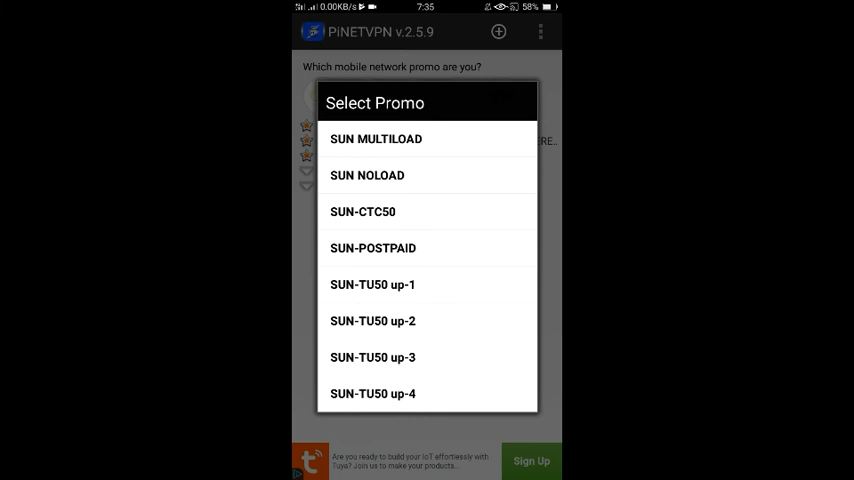 0.00KB/s
7:35
58%
PiNETVPN v.2.5.9
Which mobile network promo are you?
Select Promo
ERE..
SUN MULTILOAD
SUN NOLOAD
SUN-CTC50
SUN-POSTPAID
SUN-TU50 up-1
SUN-TU50 up-2
SUN-TU50 up-3
SUN-TU50 up-4
Are you ready to build your IoT effortlessly with
Tuya? Join us to make your products...
Sign Up